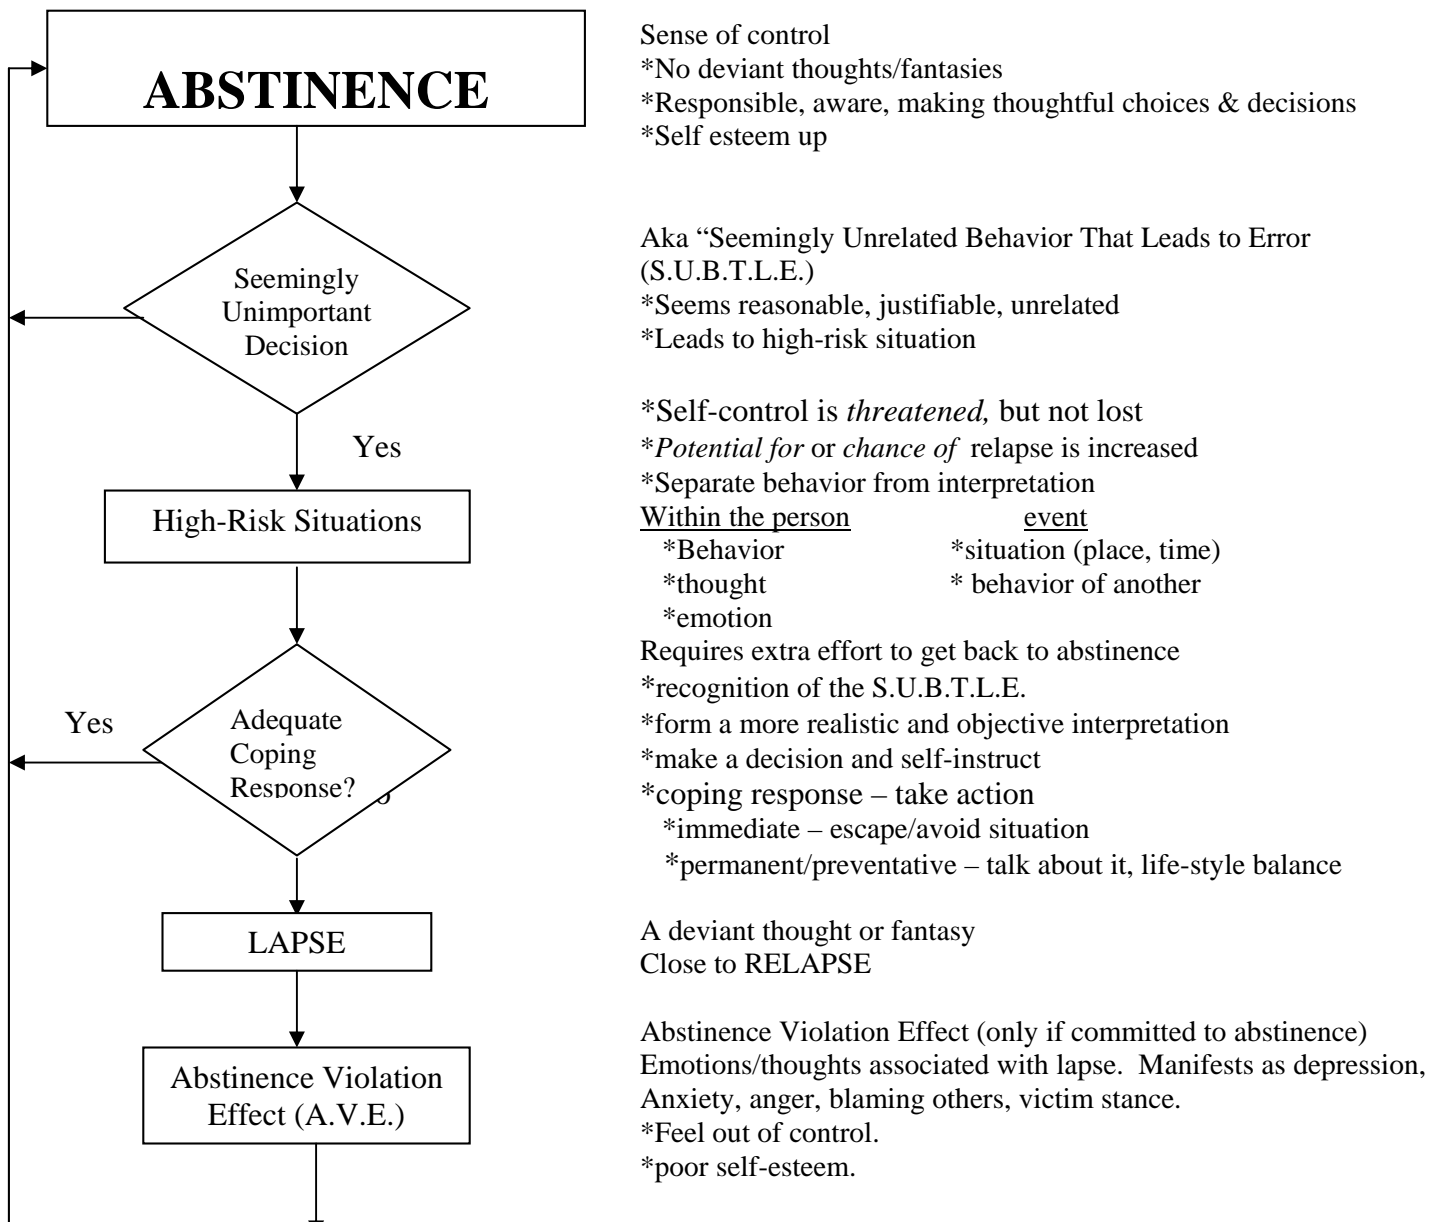 ABSTINENCE
Sense of control
*No deviant thoughts/fantasies
*Responsible, aware, making thoughtful choices & decisions
*Self esteem up
Seemingly
Unimportant
Decision
Aka “Seemingly Unrelated Behavior That Leads to Error
(S.U.B.T.L.E.)
*Seems reasonable, justifiable, unrelated
*Leads to high-risk situation
Yes
High-Risk Situations
*Self-control is threatened, but not lost
*Potential for or chance of relapse is increased
*Separate behavior from interpretation
Within the person event
*Behavior *situation (place, time)
*thought * behavior of another
*emotion
Yes
Adequate
Coping
Response?
Requires extra effort to get back to abstinence
*recognition of the S.U.B.T.L.E.
*form a more realistic and objective interpretation
*make a decision and self-instruct
*coping response – take action
*immediate – escape/avoid situation
*permanent/preventative – talk about it, life-style balance
LAPSE
A deviant thought or fantasy
Close to RELAPSE
Abstinence Violation
Effect (A.V.E.)
Abstinence Violation Effect (only if committed to abstinence)
Emotions/thoughts associated with lapse. Manifests as depression,
Anxiety, anger, blaming others, victim stance.
*Feel out of control.
*poor self-esteem.